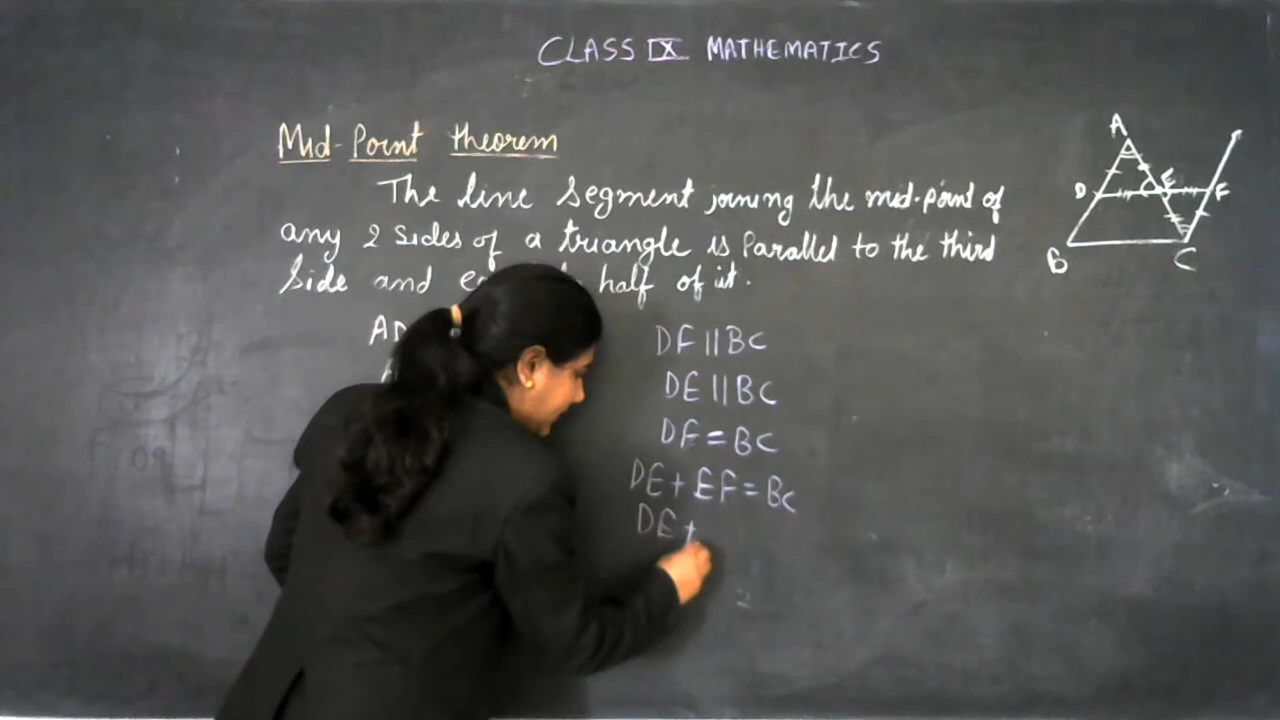 CLASS IX MATHEMATICS
Mid-Point theorem
The line segment joining the mid-point of
any 2 sides of a triangle is Parallel to the third
side and half of it.
DF || BC
DE || BC
DF = BC
DE + EF = BC
DE +
A
D E F
B C